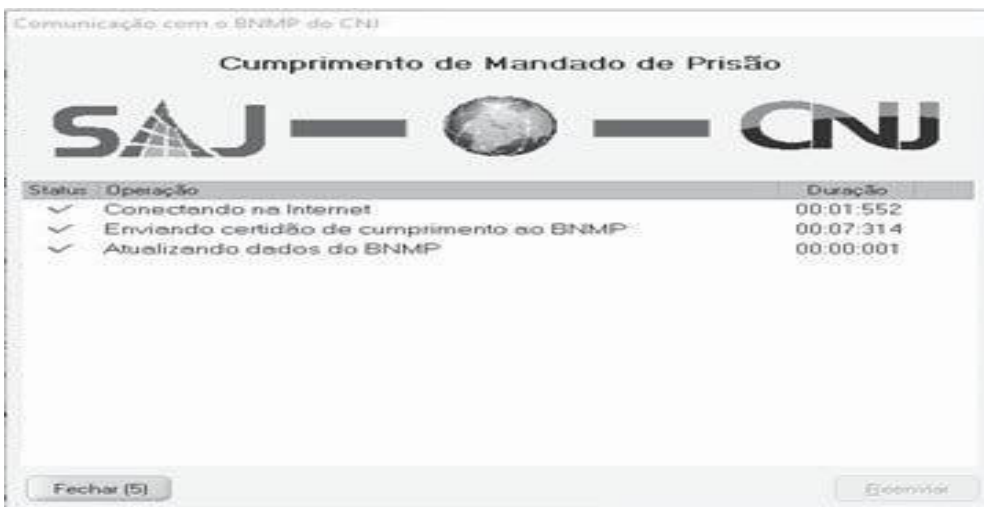 Comunicação com o BNMP do CNJ
Cumprimento de Mandado de Prisão
SAJ CNJ
Status Operação Duração
Conectando na Internet 00:01:552
Enviando certidão de cumprimento ao BNMP 00:07:314
Atualizando dados do BNMP 00:00:001
Fechar (5) Reenviar